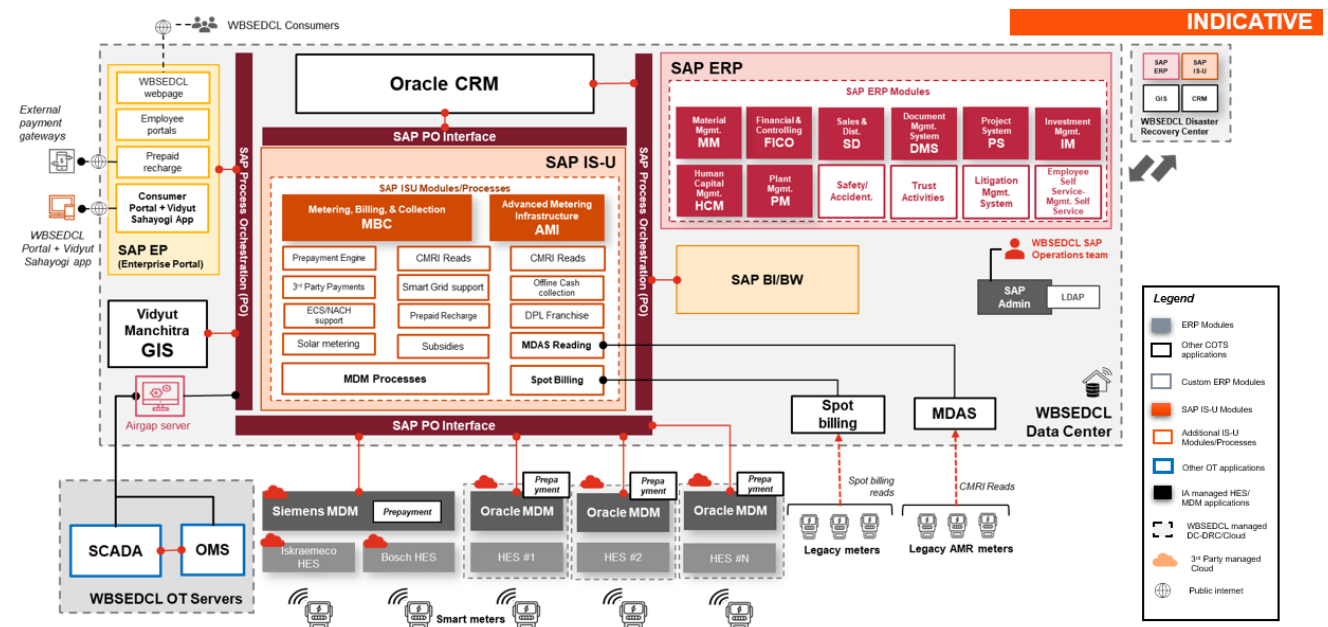 INDICATIVE
WBSEDCL Consumers
WBSEDCL
webpage
Employee
portals
Prepaid
recharge
Consumer
Portal + Vidyut
Sahayogi App
SAP EP
(Enterprise Portal)
External
payment
gateways
WBSEDCL
Portal + Vidyut
Sahayogi app
SAP Process Orchestration (PO)
Oracle CRM
SAP PO Interface
SAP IS-U
SAP ISU Modules/Processes
Metering, Billing, & Collection
MBC
Advanced Metering
Infrastructure
AMI
Prepayment Engine
CMRI Reads
CMRI Reads
3rd Party Payments
Smart Grid support
Offline Cash
collection
ECS/NACH
support
Prepaid Recharge
DPL Franchise
Solar metering
Subsidies
MDAS Reading
MDM Processes
Spot Billing
SAP PO Interface
SAP Process Orchestration (PO)
SAP ERP
SAP ERP Modules
Material
Mgmt.
MM
Financial &
Controlling
FICO
Sales &
Dist.
SD
Document
Mgmt.
System
DMS
Project
System
PS
Investment
Mgmt.
IM
Human
Capital
Mgmt.
HCM
Plant
Mgmt.
PM
Safety/
Accident.
Trust
Activities
Litigation
Mgmt.
System
Employee
Self
Service-
Mgmt. Self
Service
SAP BI/BW
WBSEDCL SAP
Operations team
SAP
Admin
LDAP
WBSEDCL
Data Center
SAP
ERP
SAP
IS-U
GIS
CRM
WBSEDCL Disaster
Recovery Center
Vidyut
Manchitra
GIS
Airgap server
SCADA
OMS
WBSEDCL OT Servers
Siemens MDM
Prepayment
Iskraemeco
HES
Bosch HES
Prepa
yment
Oracle MDM
HES #1
Prepa
yment
Oracle MDM
HES #2
Prepa
yment
Oracle MDM
HES #N
Smart meters
Spot
billing
MDAS
Spot billing
reads
CMRI Reads
Legacy meters
Legacy AMR meters
Legend
ERP Modules
Other COTS
applications
Custom ERP Modules
SAP IS-U Modules
Additional IS-U
Modules/Processes
Other OT applications
IA managed HES/
MDM applications
WBSEDCL managed
DC-DRC/Cloud
3rd Party managed
Cloud
Public internet